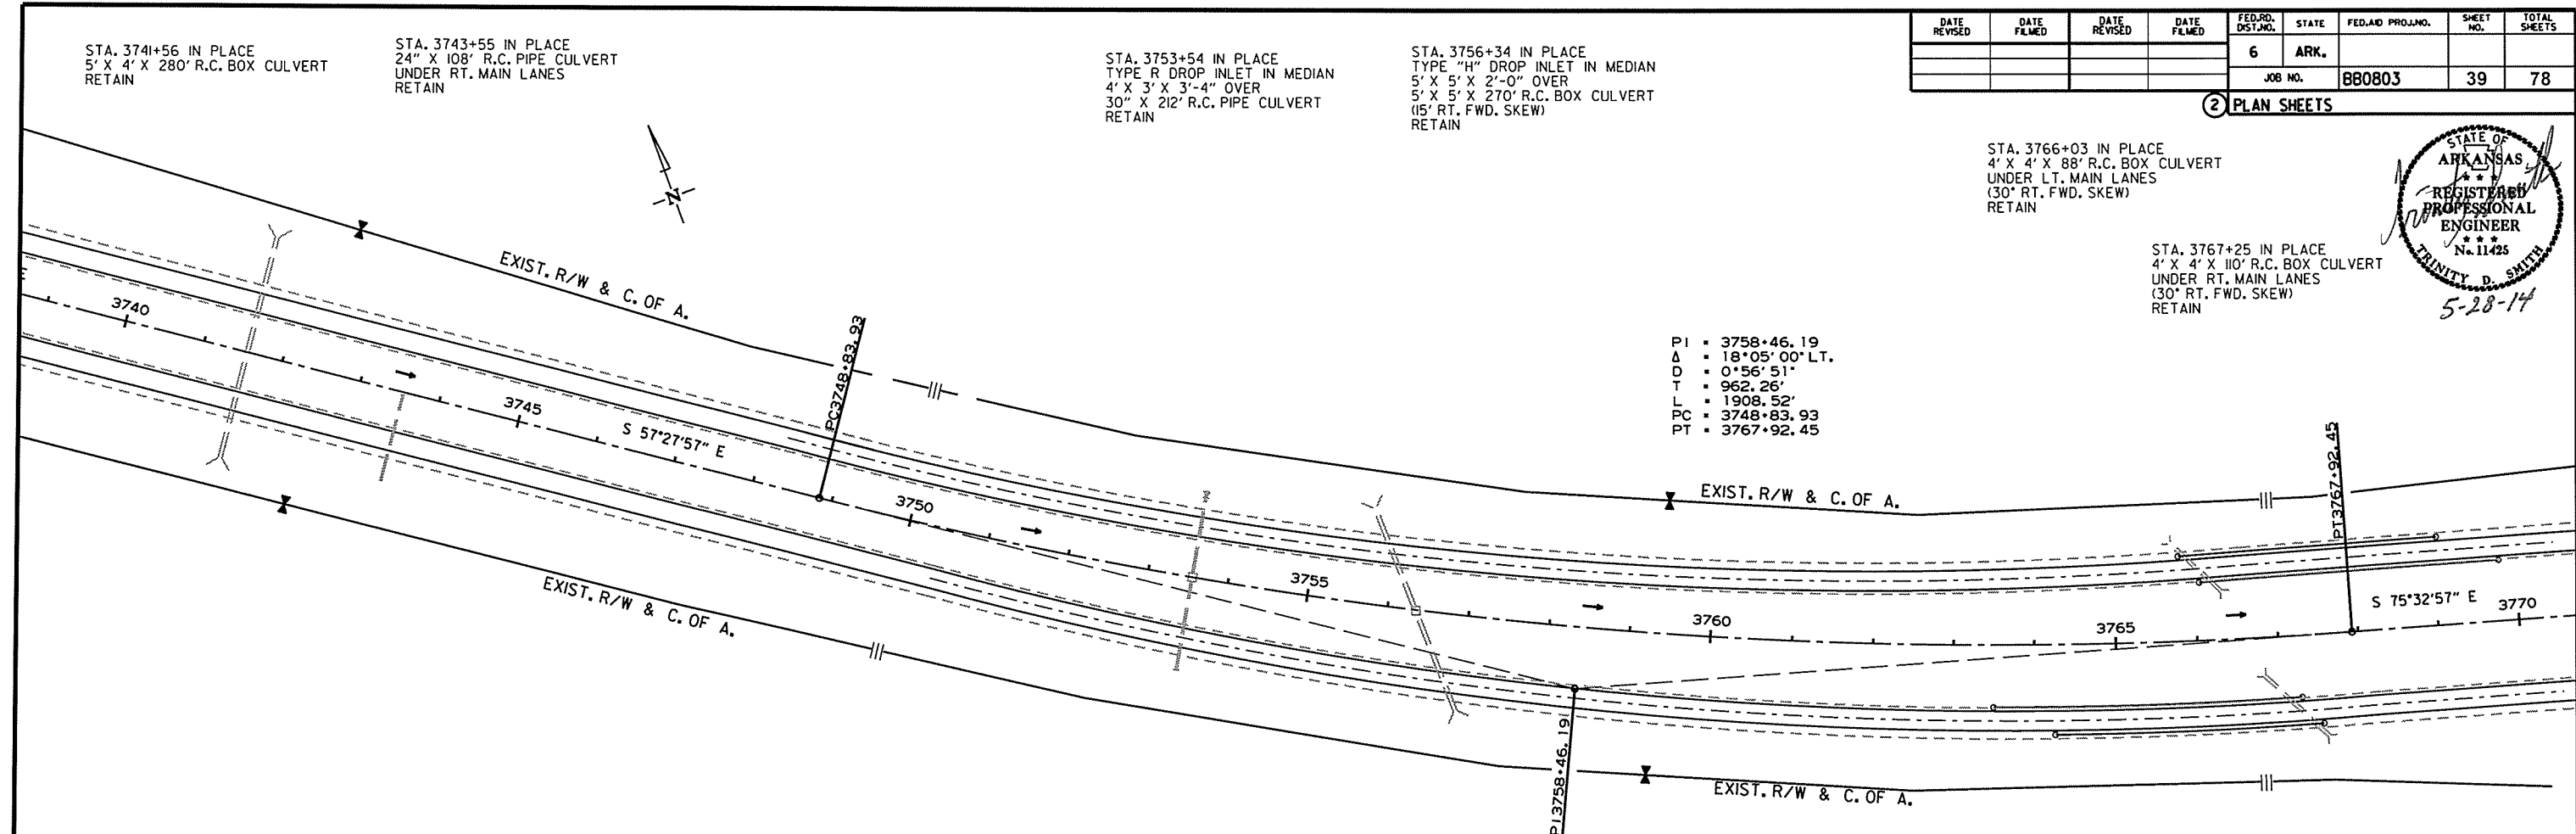 DATE REVISED
DATE FILMED
DATE REVISED
DATE FILMED
FED.RD. DIST.NO.
STATE
FED.AID PROJ.NO.
SHEET NO.
TOTAL SHEETS
6 ARK.
JOB NO. BB0803 39 78
2 PLAN SHEETS
STA. 3741+56 IN PLACE
5' X 4' X 280' R.C. BOX CULVERT
RETAIN
STA. 3743+55 IN PLACE
24" X 108' R.C. PIPE CULVERT
UNDER RT. MAIN LANES
RETAIN
STA. 3753+54 IN PLACE
TYPE R DROP INLET IN MEDIAN
4' X 3' X 3'-4" OVER
30" X 212' R.C. PIPE CULVERT
RETAIN
STA. 3756+34 IN PLACE
TYPE "H" DROP INLET IN MEDIAN
5' X 5' X 2'-0" OVER
5' X 5' X 270' R.C. BOX CULVERT
(15' RT. FWD. SKEW)
RETAIN
STA. 3766+03 IN PLACE
4' X 4' X 88' R.C. BOX CULVERT
UNDER LT. MAIN LANES
(30° RT. FWD. SKEW)
RETAIN
STA. 3767+25 IN PLACE
4' X 4' X 110' R.C. BOX CULVERT
UNDER RT. MAIN LANES
(30° RT. FWD. SKEW)
RETAIN
STATE OF
ARKANSAS
REGISTERED
PROFESSIONAL
ENGINEER
No. 11425
TRINITY D. SMITH
5-28-14
N
EXIST. R/W & C. OF A.
PI = 3758+46.19
Δ = 18°05'00" LT.
D = 0°56'51"
T = 962.26'
L = 1908.52'
PC = 3748+83.93
PT = 3767+92.45
E
3740
3745
S 57°27'57" E
PC3748+83.93
3750
3755
EXIST. R/W & C. OF A.
3760
3765
PT3767+92.45
S 75°32'57" E
3770
EXIST. R/W & C. OF A.
PI3758+46.19
EXIST. R/W & C. OF A.